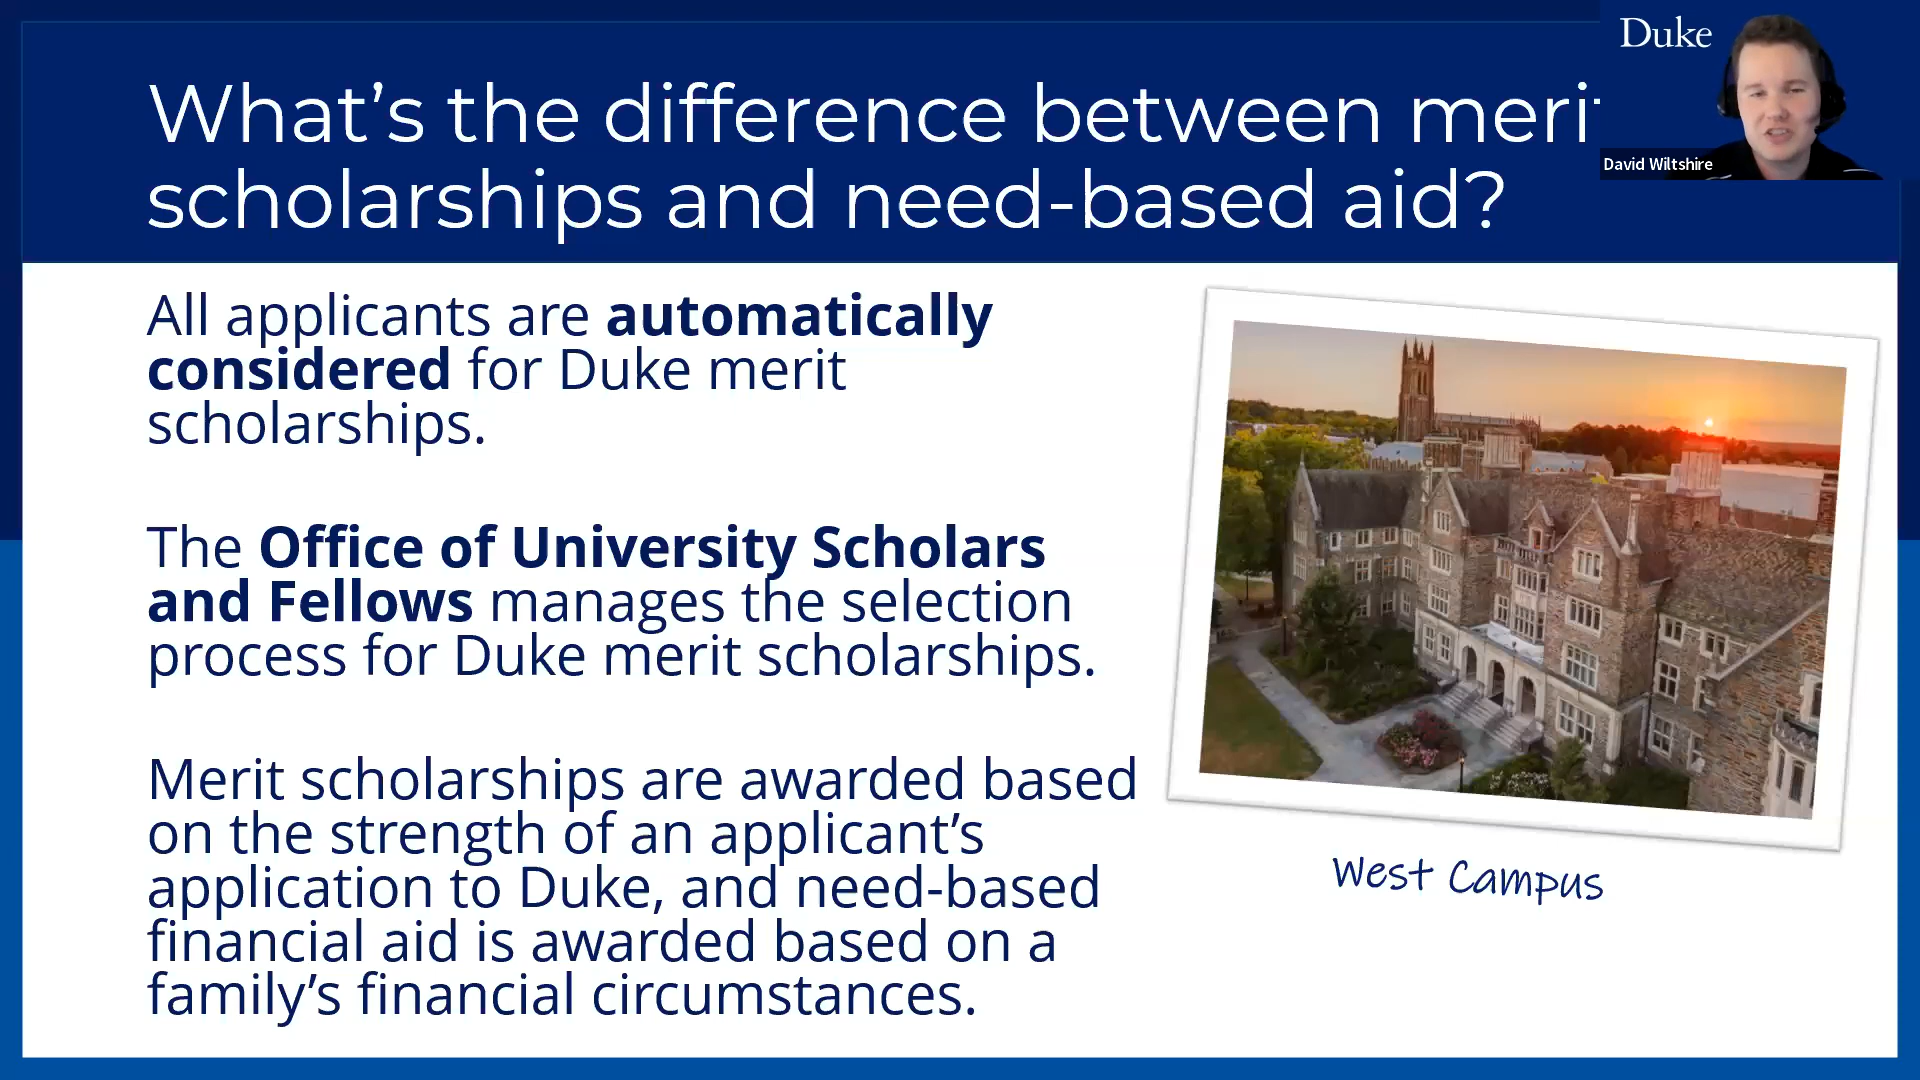 Duke
What's the difference between merit
scholarships and need-based aid?
David Wiltshire
All applicants are automatically
considered for Duke merit
scholarships.
The Office of University Scholars
and Fellows manages the selection
process for Duke merit scholarships.
Merit scholarships are awarded based
on the strength of an applicant's
application to Duke, and need-based
financial aid is awarded based on a
family's financial circumstances.
West Campus